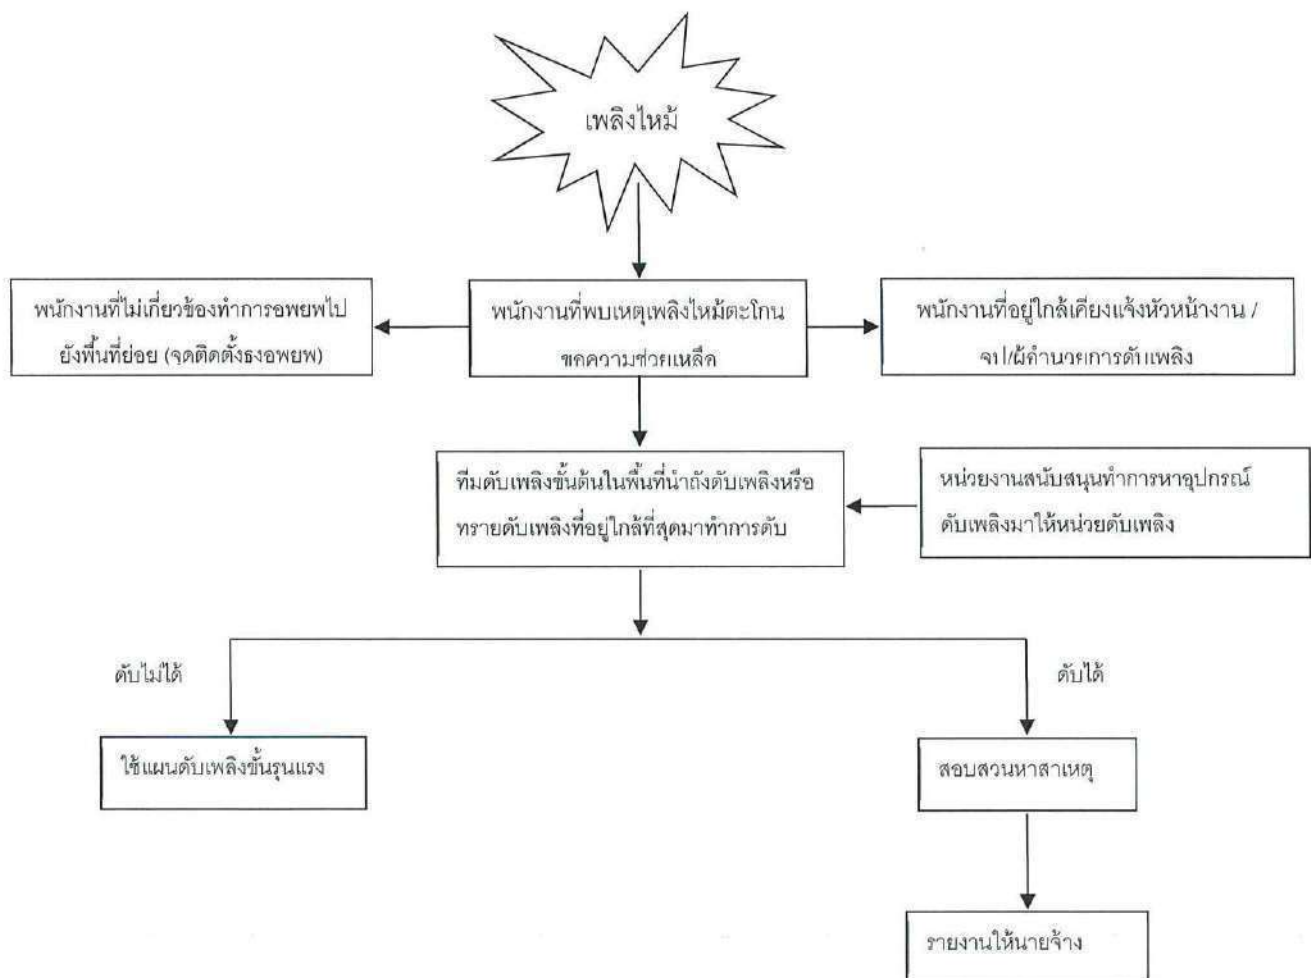 เพลิงไหม้
พนักงานที่ไม่เกี่ยวข้องทำการอพยพไป
ยังพื้นที่ย่อย (จุดติดตั้งธงอพยพ)
พนักงานที่พบเหตุเพลิงไหม้ตะโกน
ขอความช่วยเหลือ
พนักงานที่อยู่ใกล้เคียงแจ้งหัวหน้างาน /
จป/ผู้อำนวยการดับเพลิง
ทีมดับเพลิงขั้นต้นในพื้นที่นำถังดับเพลิงหรือ
ทรายดับเพลิงที่อยู่ใกล้ที่สุดมาทำการดับ
หน่วยงานสนับสนุนทำการหาอุปกรณ์
ดับเพลิงมาให้หน่วยดับเพลิง
ดับไม่ได้
ดับได้
ใช้แผนดับเพลิงขั้นรุนแรง
สอบสวนหาสาเหตุ
รายงานให้นายจ้าง